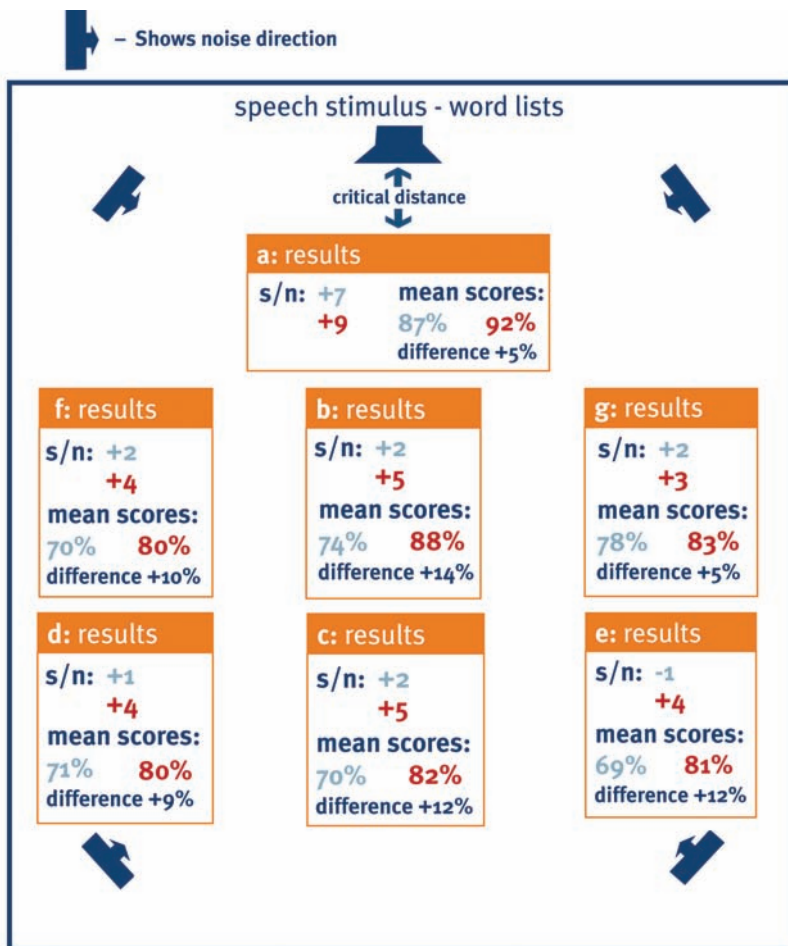 – Shows noise direction
speech stimulus - word lists
critical distance
a: results
s/n: +7 mean scores:
+9 87% 92%
difference +5%
f: results
s/n: +2
+4
mean scores:
70% 80%
difference +10%
b: results
s/n: +2
+5
mean scores:
74% 88%
difference +14%
g: results
s/n: +2
+3
mean scores:
78% 83%
difference +5%
d: results
s/n: +1
+4
mean scores:
71% 80%
difference +9%
c: results
s/n: +2
+5
mean scores:
70% 82%
difference +12%
e: results
s/n: -1
+4
mean scores:
69% 81%
difference +12%